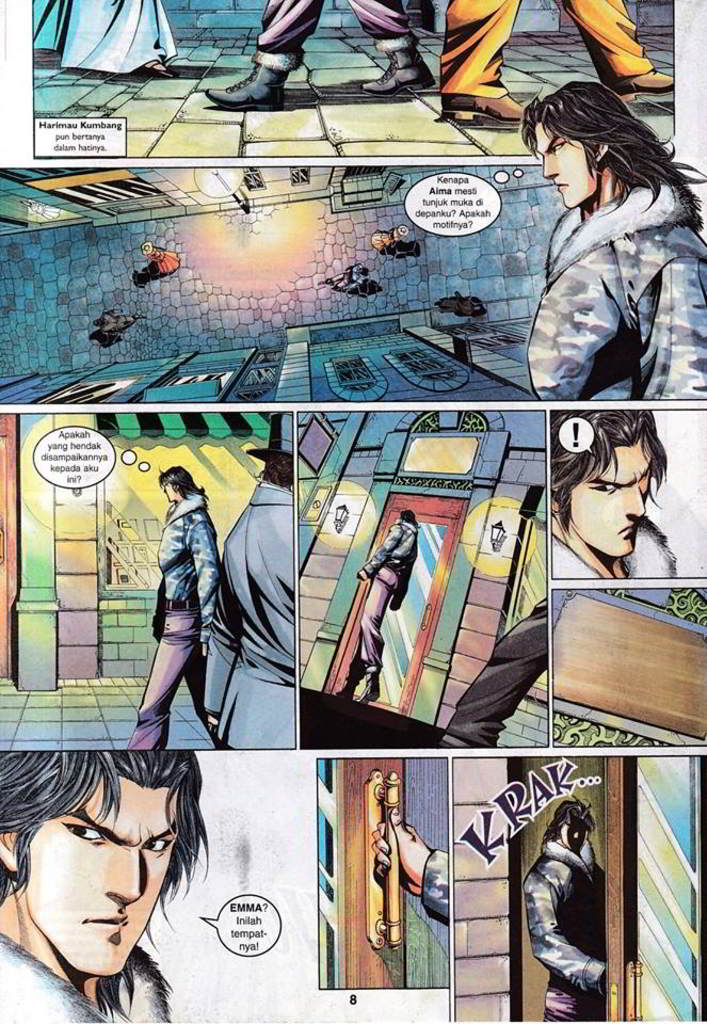 Harimau Kumbang
pun bertanya
dalam hatinya.
Kenapa
Aima mesti
tunjuk muka di
depanku? Apakah
motifnya?
Apakah
yang hendak
disampaikannya
kepada aku
ini?
!
EMMA?
Inilah
tempat-
nya!
KRAK...
8